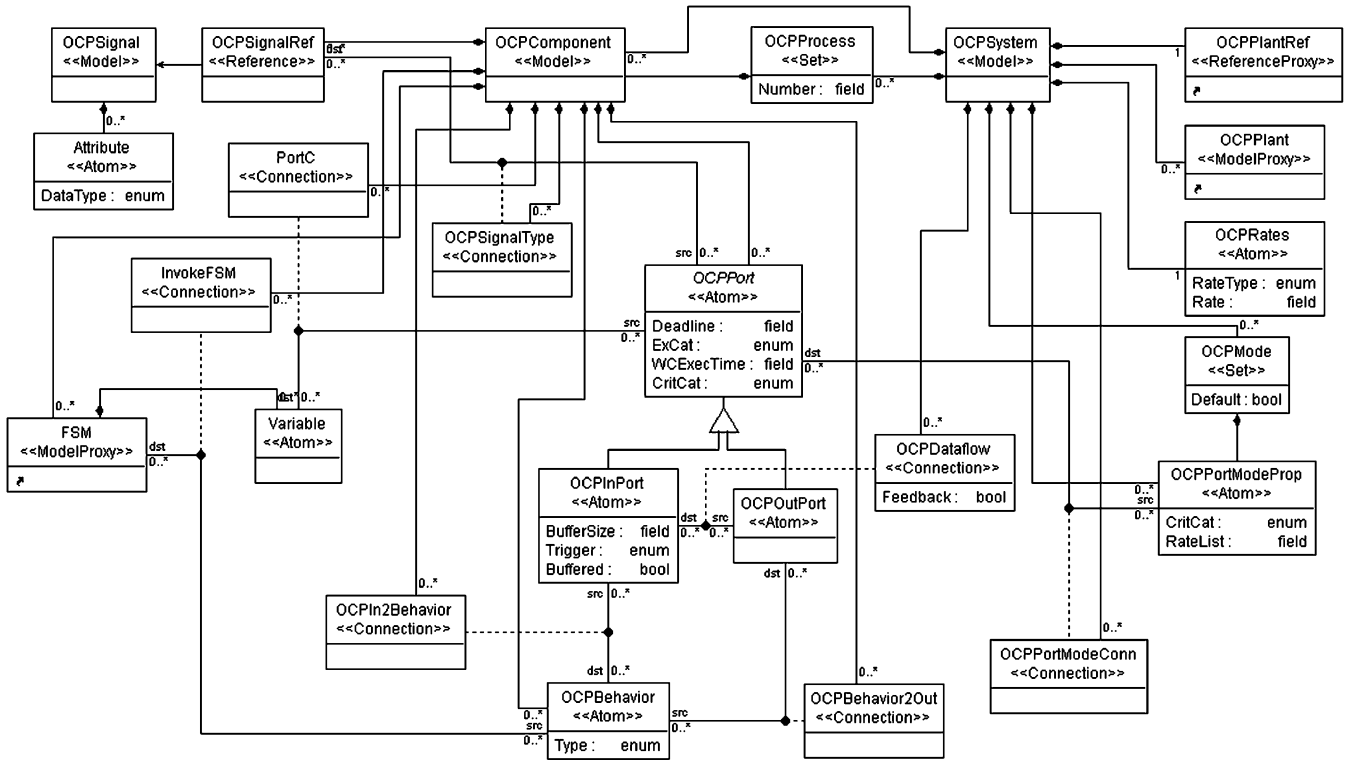 OCPSignal
<<Model>>
OCPSignalRef
<<Reference>>
dst
0..*
OCPComponent
<<Model>>
0..*
OCPProcess
<<Set>>
Number : field
0..*
OCPSystem
<<Model>>
1
OCPPlantRef
<<ReferenceProxy>>
0..*
Attribute
<<Atom>>
DataType : enum
PortC
<<Connection>>
0..*
0..*
OCPPlant
<<ModelProxy>>
0..*
OCPSignalType
<<Connection>>
OCPRates
<<Atom>>
RateType : enum
Rate : field
1
InvokeFSM
<<Connection>>
0..*
src 0..*
0..*
OCPPort
<<Atom>>
Deadline : field
ExCat : enum
WCExecTime : field
CritCat : enum
src
0..*
dst
0..*
0..*
OCPMode
<<Set>>
Default : bool
0..*
FSM
<<ModelProxy>>
dst
0..*
0..*
Variable
<<Atom>>
0..*
OCPDataflow
<<Connection>>
Feedback : bool
OCPInPort
<<Atom>>
BufferSize : field
Trigger : enum
Buffered : bool
dst
0..*
src
0..*
OCPOutPort
<<Atom>>
0..*
src
0..*
OCPPortModeProp
<<Atom>>
CritCat : enum
RateList : field
src 0..*
dst 0..*
0..*
OCPIn2Behavior
<<Connection>>
0..*
OCPPortModeConn
<<Connection>>
dst 0..*
0..*
src
0..*
OCPBehavior
<<Atom>>
Type : enum
src
0..*
0..*
OCPBehavior2Out
<<Connection>>